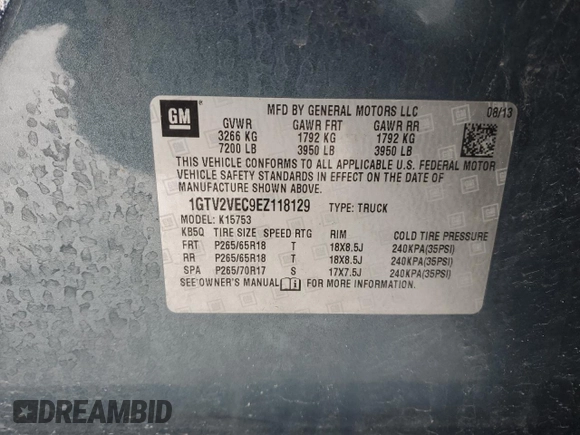 GM
MFD BY GENERAL MOTORS LLC 08/13
GVWR GAWR FRT GAWR RR
3266 KG 1792 KG 1792 KG
7200 LB 3950 LB 3950 LB
THIS VEHICLE CONFORMS TO ALL APPLICABLE U.S. FEDERAL MOTOR
VEHICLE SAFETY STANDARDS IN EFFECT ON THE DATE OF
MANUFACTURE SHOWN ABOVE.
1GTV2VEC9EZ118129 TYPE: TRUCK
MODEL: K15753
KB5Q TIRE SIZE SPEED RTG RIM COLD TIRE PRESSURE
FRT P265/65R18 T 18X8.5J 240KPA(35PSI)
RR P265/65R18 T 18X8.5J 240KPA(35PSI)
SPA P265/70R17 S 17X7.5J 240KPA(35PSI)
SEE OWNER'S MANUAL FOR MORE INFORMATION.
DREAMBID